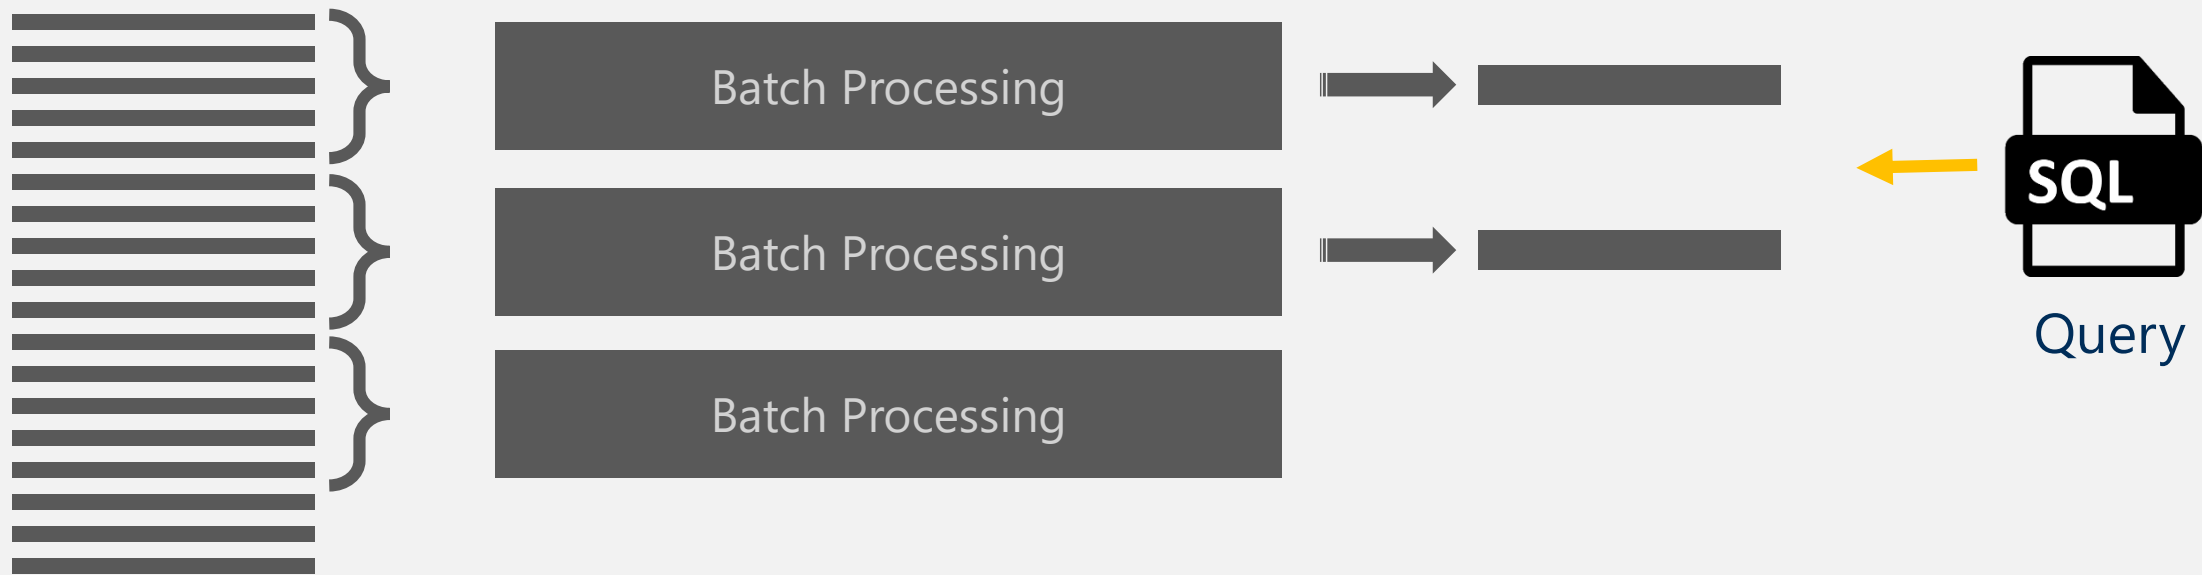 Batch Processing
Batch Processing
SQL
Query
Batch Processing